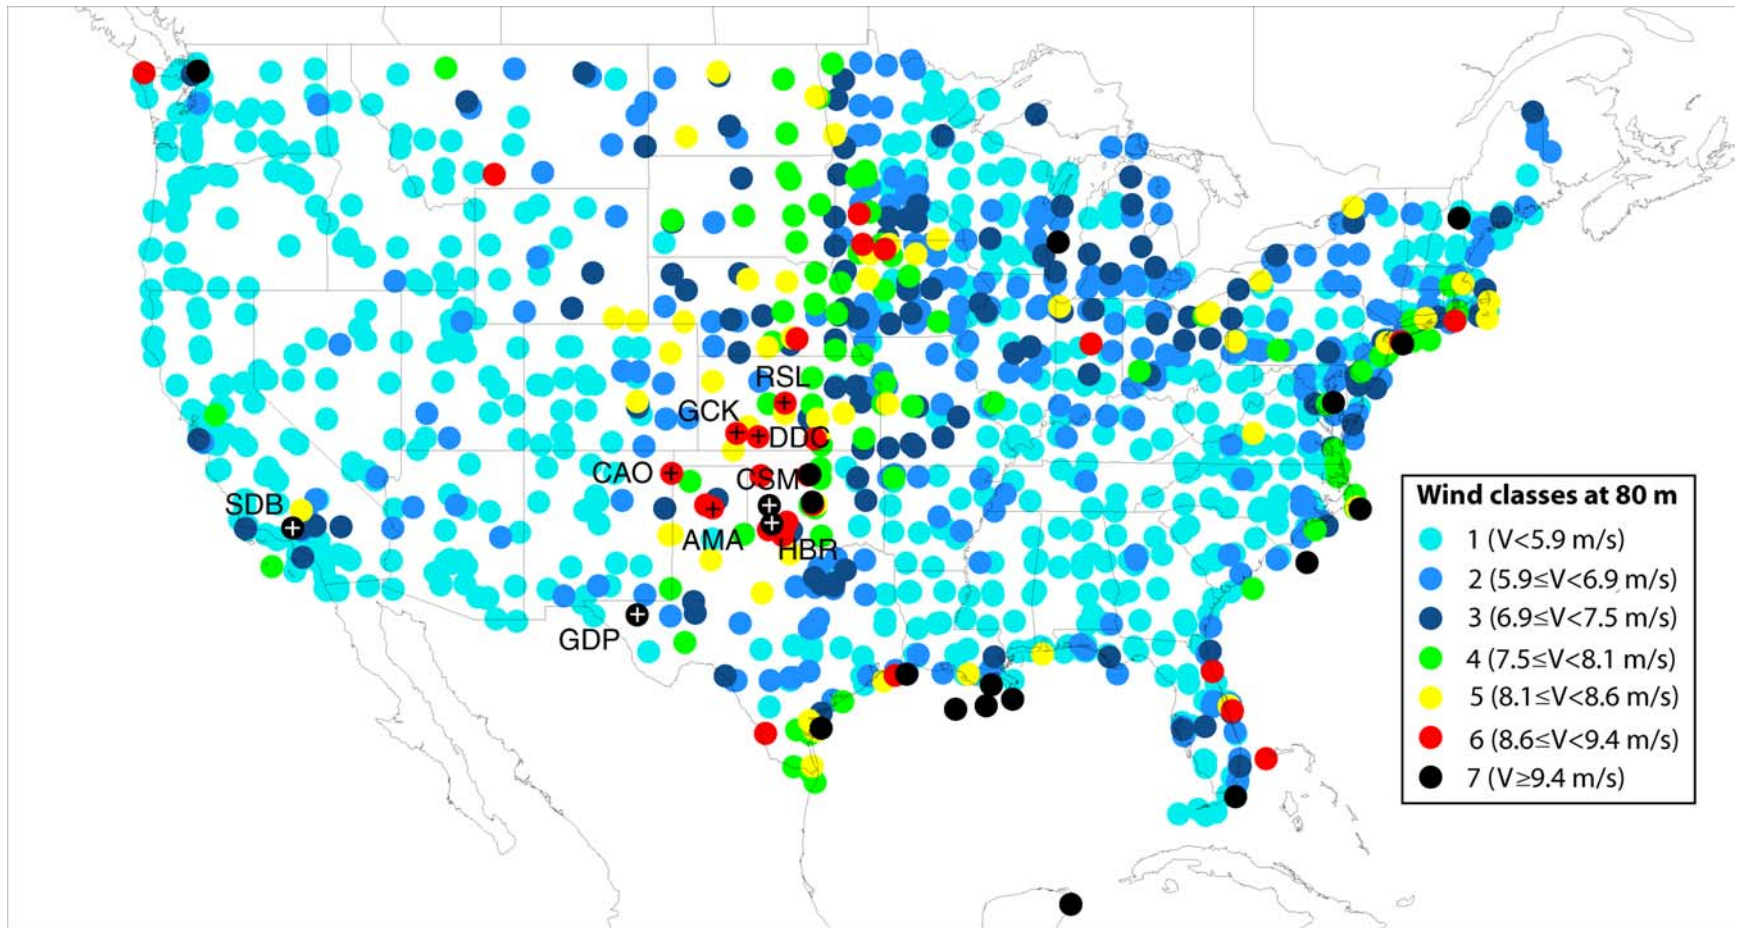 RSL
GCK
DDC
CAO
CSM
SDB
AMA
HBR
GDP
Wind classes at 80 m
1 (V<5.9 m/s)
2 (5.9≤V<6.9 m/s)
3 (6.9≤V<7.5 m/s)
4 (7.5≤V<8.1 m/s)
5 (8.1≤V<8.6 m/s)
6 (8.6≤V<9.4 m/s)
7 (V≥9.4 m/s)